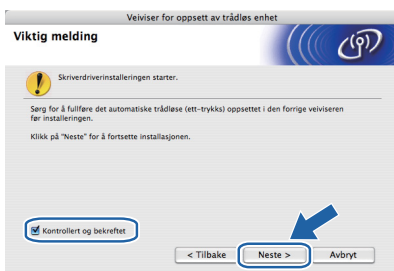 Veiviser for oppsett av trådløs enhet
Viktig melding
Skriverdriverinstalleringen starter.
Sørg for å fullføre det automatiske trådløse (ett-trykks) oppsettet i den forrige veiviseren
før installeringen.
Klikk på "Neste" for å fortsette installasjonen.
Kontrollert og bekreftet
< Tilbake
Neste >
Avbryt